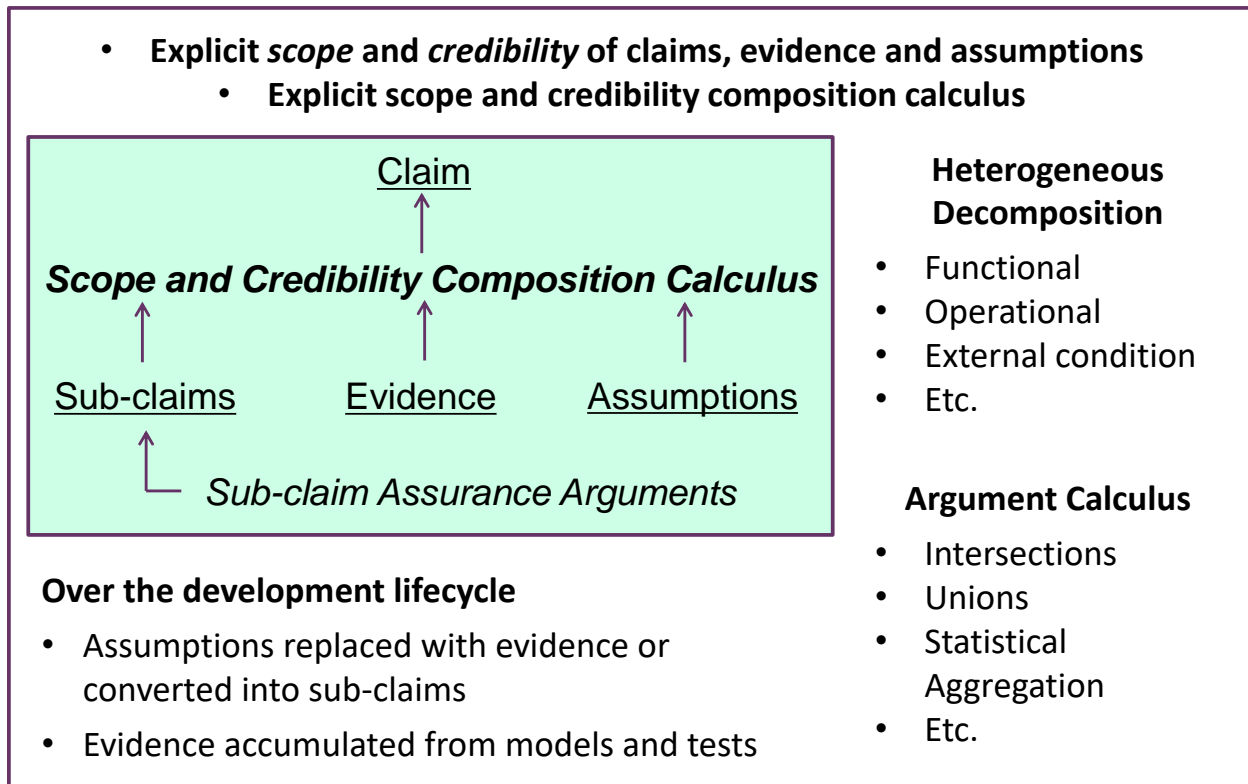 • Explicit scope and credibility of claims, evidence and assumptions
• Explicit scope and credibility composition calculus
Claim
Scope and Credibility Composition Calculus
Sub-claims Evidence Assumptions
Sub-claim Assurance Arguments
Heterogeneous
Decomposition
• Functional
• Operational
• External condition
• Etc.
Argument Calculus
• Intersections
• Unions
• Statistical
Aggregation
• Etc.
Over the development lifecycle
• Assumptions replaced with evidence or
converted into sub-claims
• Evidence accumulated from models and tests